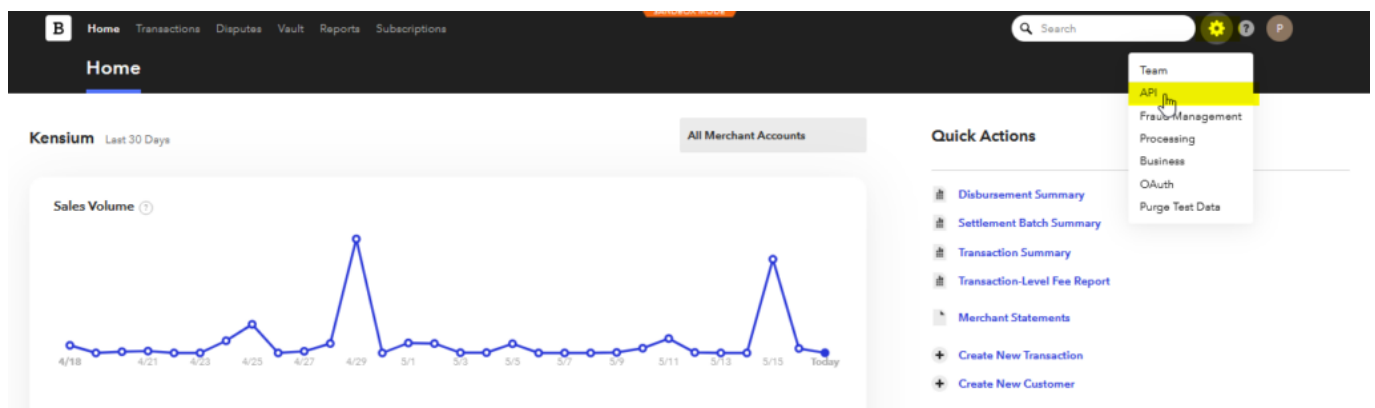 SANDBOX MODE
B Home Transactions Disputes Vault Reports Subscriptions Search ? P
Home
Team
API
Fraud Management
Processing
Business
OAuth
Purge Test Data
Kensium Last 30 Days
All Merchant Accounts
Sales Volume ?
4/18 4/21 4/23 4/25 4/27 4/29 5/1 5/3 5/5 5/7 5/9 5/11 5/13 5/15 Today
Quick Actions
Disbursement Summary
Settlement Batch Summary
Transaction Summary
Transaction-Level Fee Report
Merchant Statements
+ Create New Transaction
+ Create New Customer